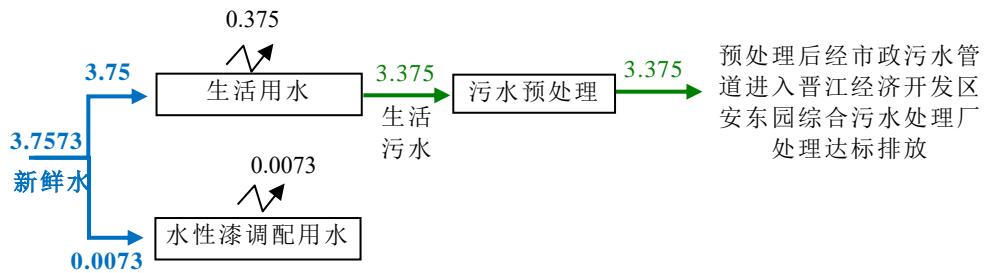 0.375
3.75
生活用水
3.375
生活
污水
污水预处理
3.375
预处理后经市政污水管
道进入晋江经济开发区
安东园综合污水处理厂
处理达标排放
3.7573
新鲜水
0.0073
水性漆调配用水
0.0073